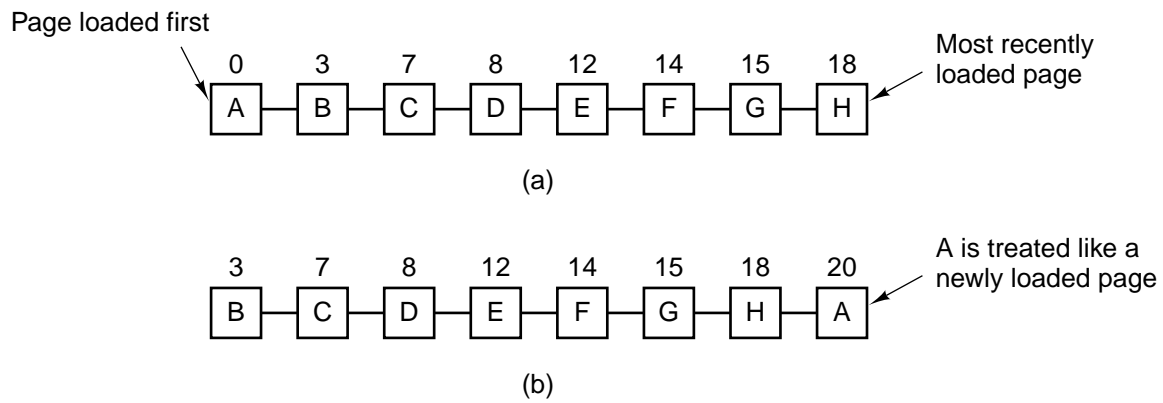 Page loaded first
Most recently
loaded page
0 3 7 8 12 14 15 18
A B C D E F G H
(a)
A is treated like a
newly loaded page
3 7 8 12 14 15 18 20
B C D E F G H A
(b)